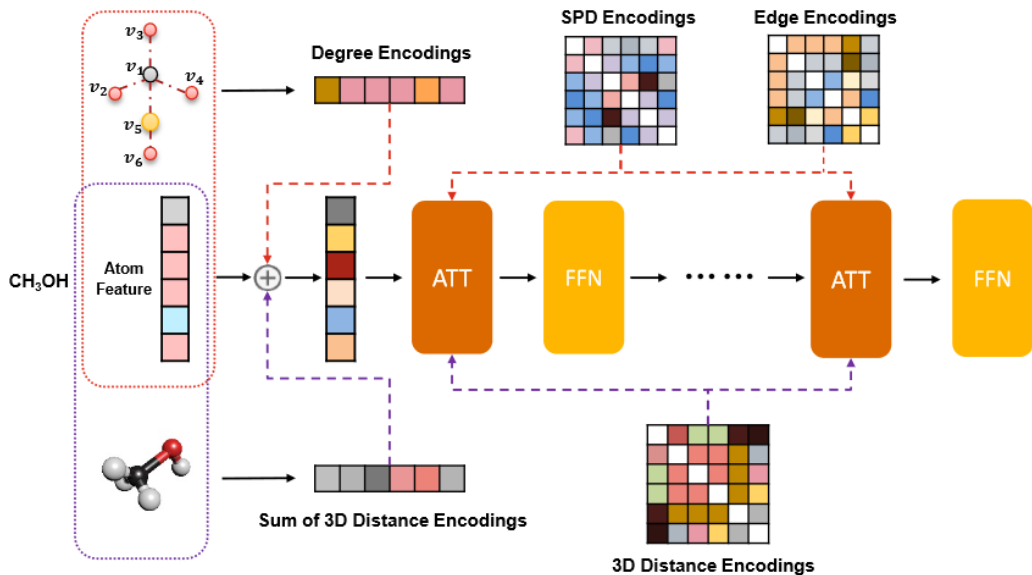 SPD Encodings
Edge Encodings
Degree Encodings
v₃
v₁
v₂
v₄
v₅
v₆
CH₃OH
Atom
Feature
ATT
FFN
... ...
ATT
FFN
Sum of 3D Distance Encodings
3D Distance Encodings